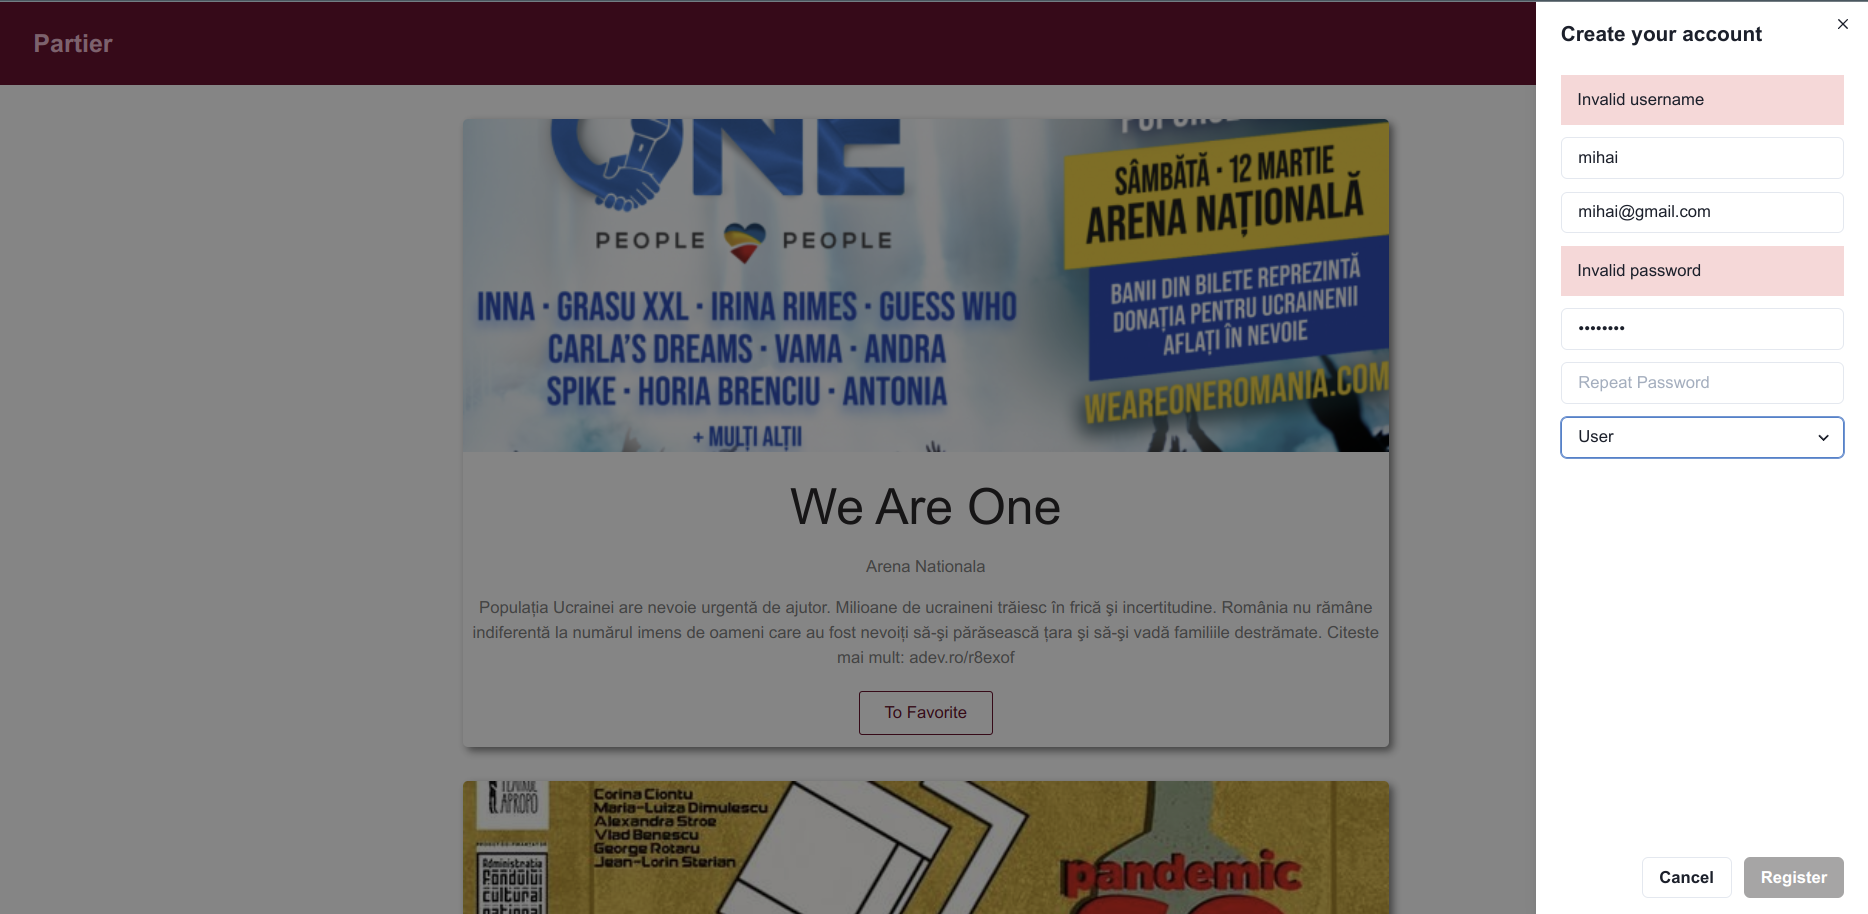 Partier
ONE
PEOPLE PEOPLE
INNA · GRASU XXL · IRINA RIMES · GUESS WHO
CARLA'S DREAMS · VAMA · ANDRA
SPIKE · HORIA BRENCIU · ANTONIA
+ MULȚI ALȚII
SÂMBĂTĂ · 12 MARTIE
ARENA NAȚIONALĂ
BANII DIN BILETE REPREZINTĂ
DONAȚIA PENTRU UCRAINENII
AFLAȚI ÎN NEVOIE
WEAREONEROMANIA.COM
We Are One
Arena Nationala
Populația Ucrainei are nevoie urgentă de ajutor. Milioane de ucraineni trăiesc în frică şi incertitudine. România nu rămâne
indiferentă la numărul imens de oameni care au fost nevoiți să-şi părăsească țara şi să-şi vadă familiile destrămate. Citeste
mai mult: adev.ro/r8exof
To Favorite
APROPO
Administrația
Fondului
cultural
național
Corina Ciontu
Maria-Luiza Dimulescu
Alexandra Stroe
Vlad Benescu
George Rotaru
Jean-Lorin Sterian
pandemic
Create your account
Invalid username
mihai
mihai@gmail.com
Invalid password
••••••••
Repeat Password
User
Cancel
Register